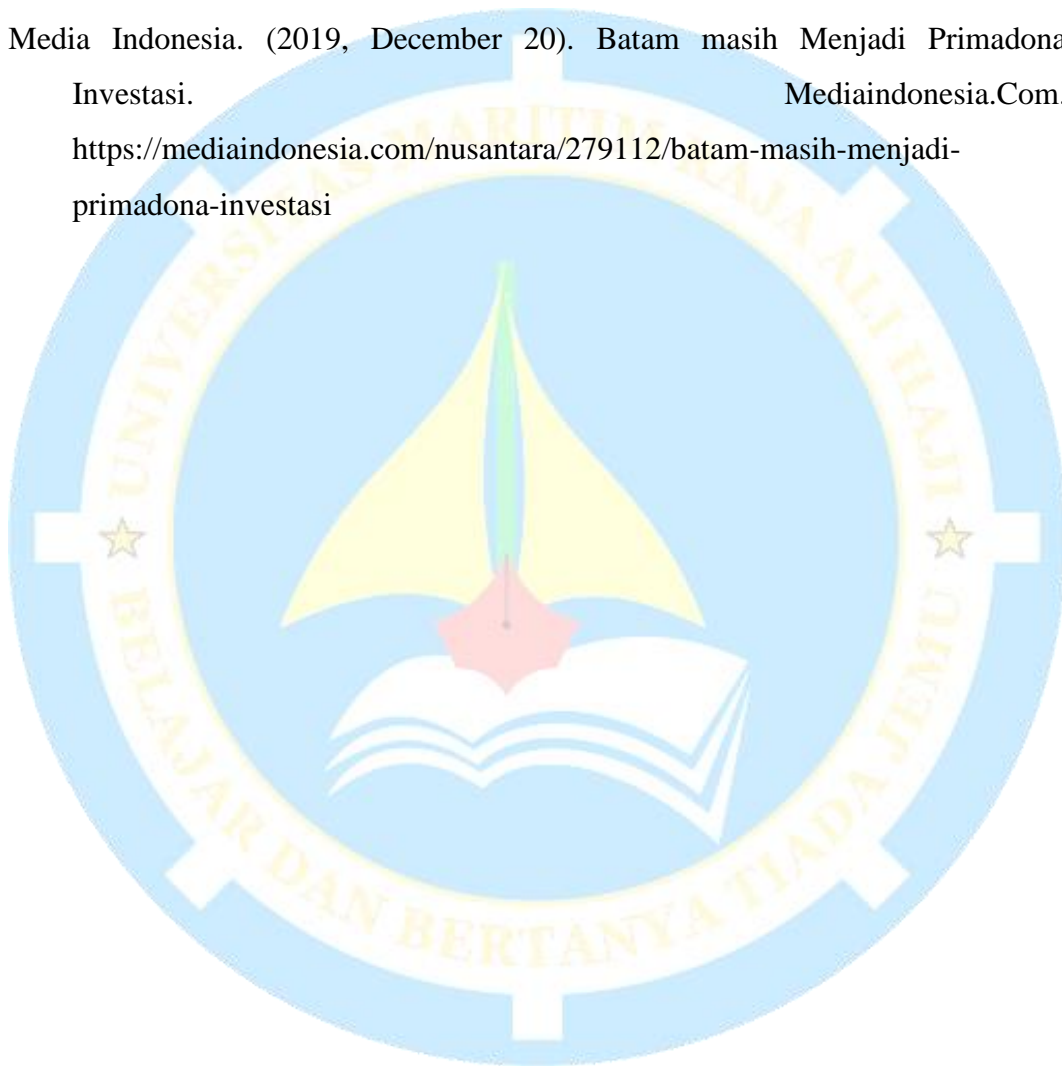 Media Indonesia. (2019, December 20). Batam masih Menjadi Primadona
Investasi. Mediaindonesia.Com.
https://mediaindonesia.com/nusantara/279112/batam-masih-menjadi-
primadona-investasi
UNIVERSITAS MARITIM RAJA ALI HAJI
BELAJAR DAN BERTANYA TIADA JEMU